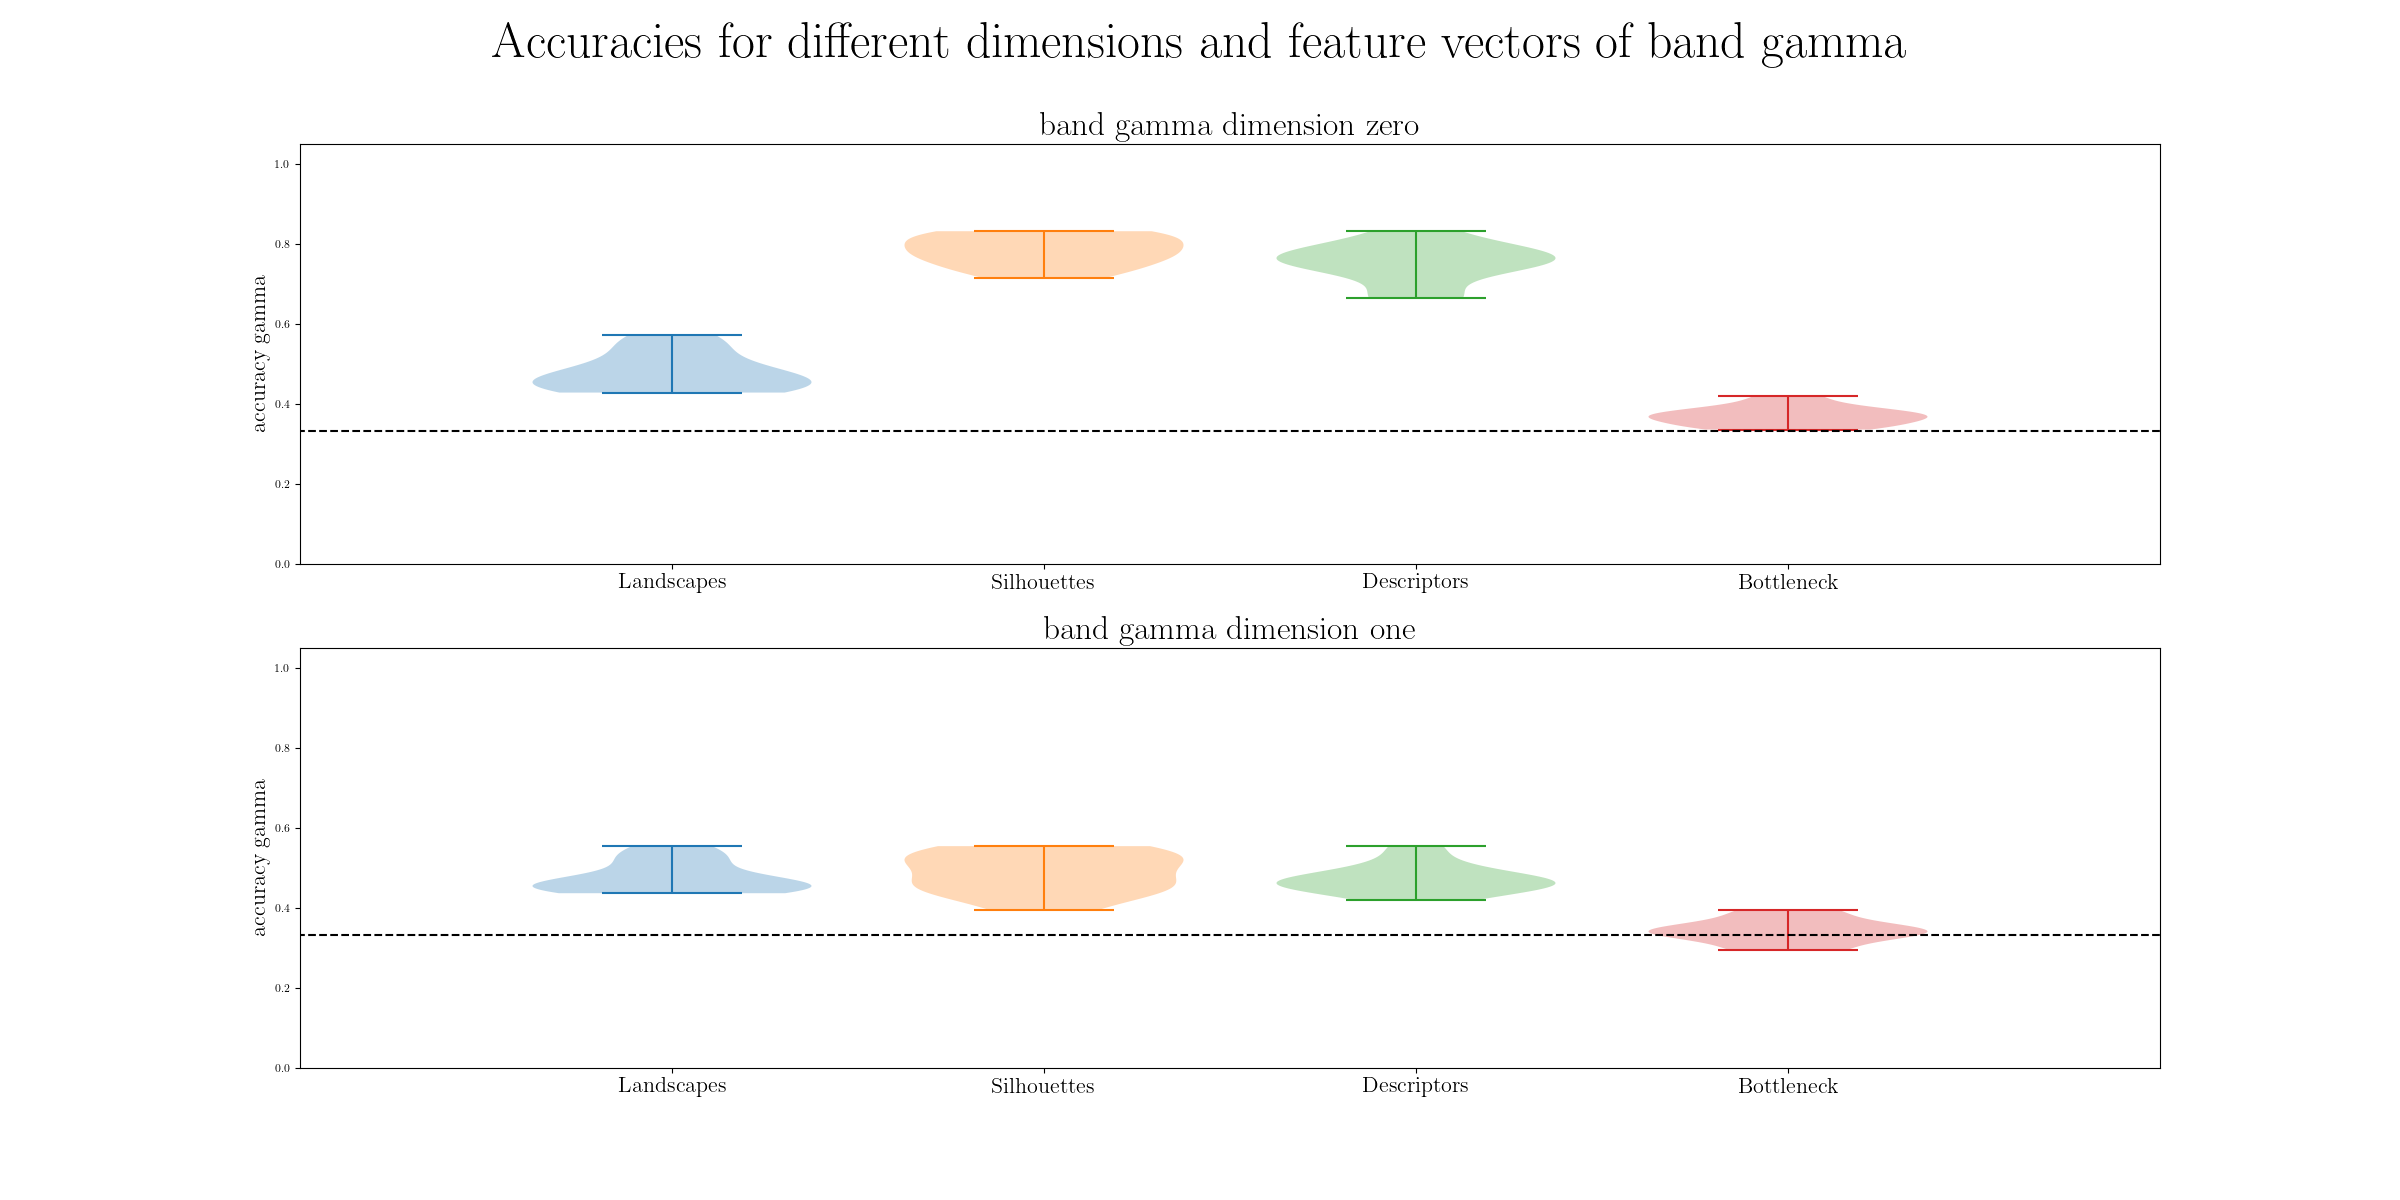 Accuracies for different dimensions and feature vectors of band gamma
band gamma dimension zero
accuracy gamma
1.0
0.8
0.6
0.4
0.2
0.0
Landscapes Silhouettes Descriptors Bottleneck
band gamma dimension one
accuracy gamma
1.0
0.8
0.6
0.4
0.2
0.0
Landscapes Silhouettes Descriptors Bottleneck